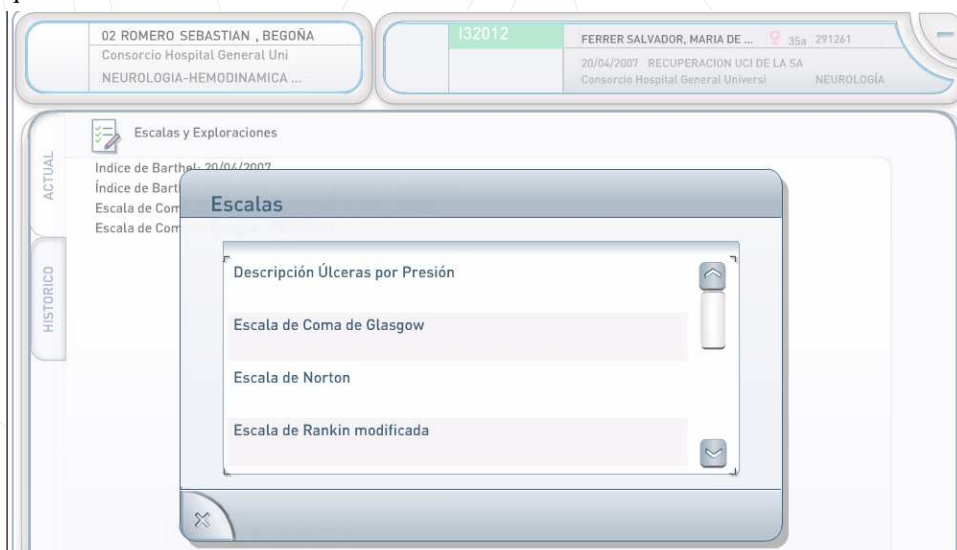 02 ROMERO SEBASTIAN , BEGOÑA
Consorcio Hospital General Uni
NEUROLOGIA-HEMODINAMICA ...
I32012
FERRER SALVADOR, MARIA DE ... 35a 291261
20/04/2007 RECUPERACION UCI DE LA SA
Consorcio Hospital General Universi NEUROLOGÍA
ACTUAL
HISTORICO
Escalas y Exploraciones
Indice de Barthel: 20/04/2007
Índice de Bart
Escala de Com
Escala de Com
Escalas
Descripción Úlceras por Presión
Escala de Coma de Glasgow
Escala de Norton
Escala de Rankin modificada